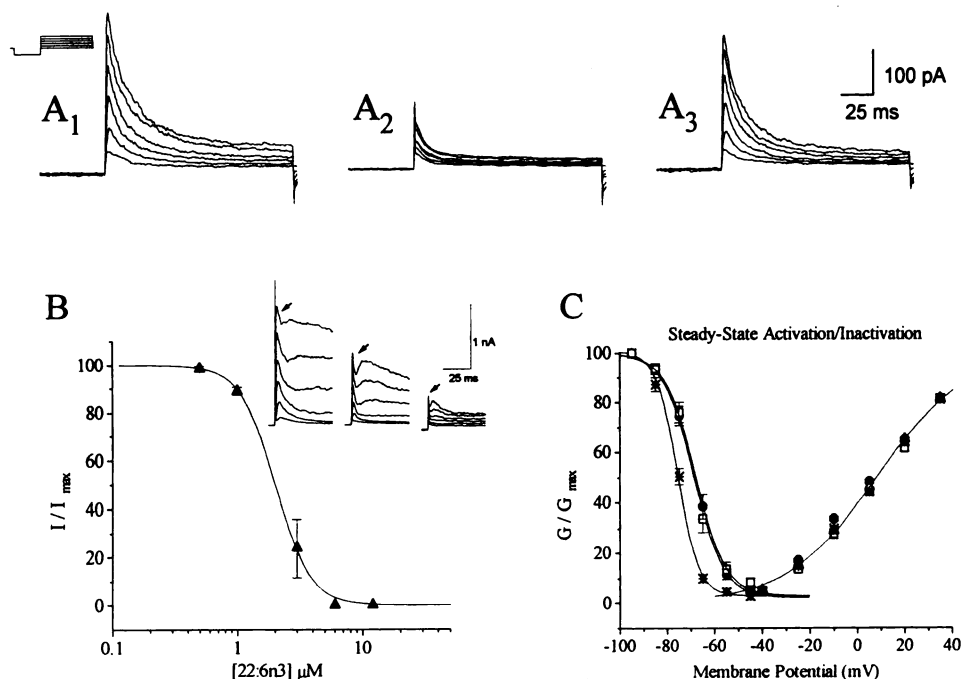 A1
A2
A3
100 pA
25 ms
B
1 nA
25 ms
100
80
60
40
20
0
I / I max
0.1
1
10
[22:6n3] μM
C
Steady-State Activation/Inactivation
100
80
60
40
20
0
G / G max
-100
-80
-60
-40
-20
0
20
40
Membrane Potential (mV)